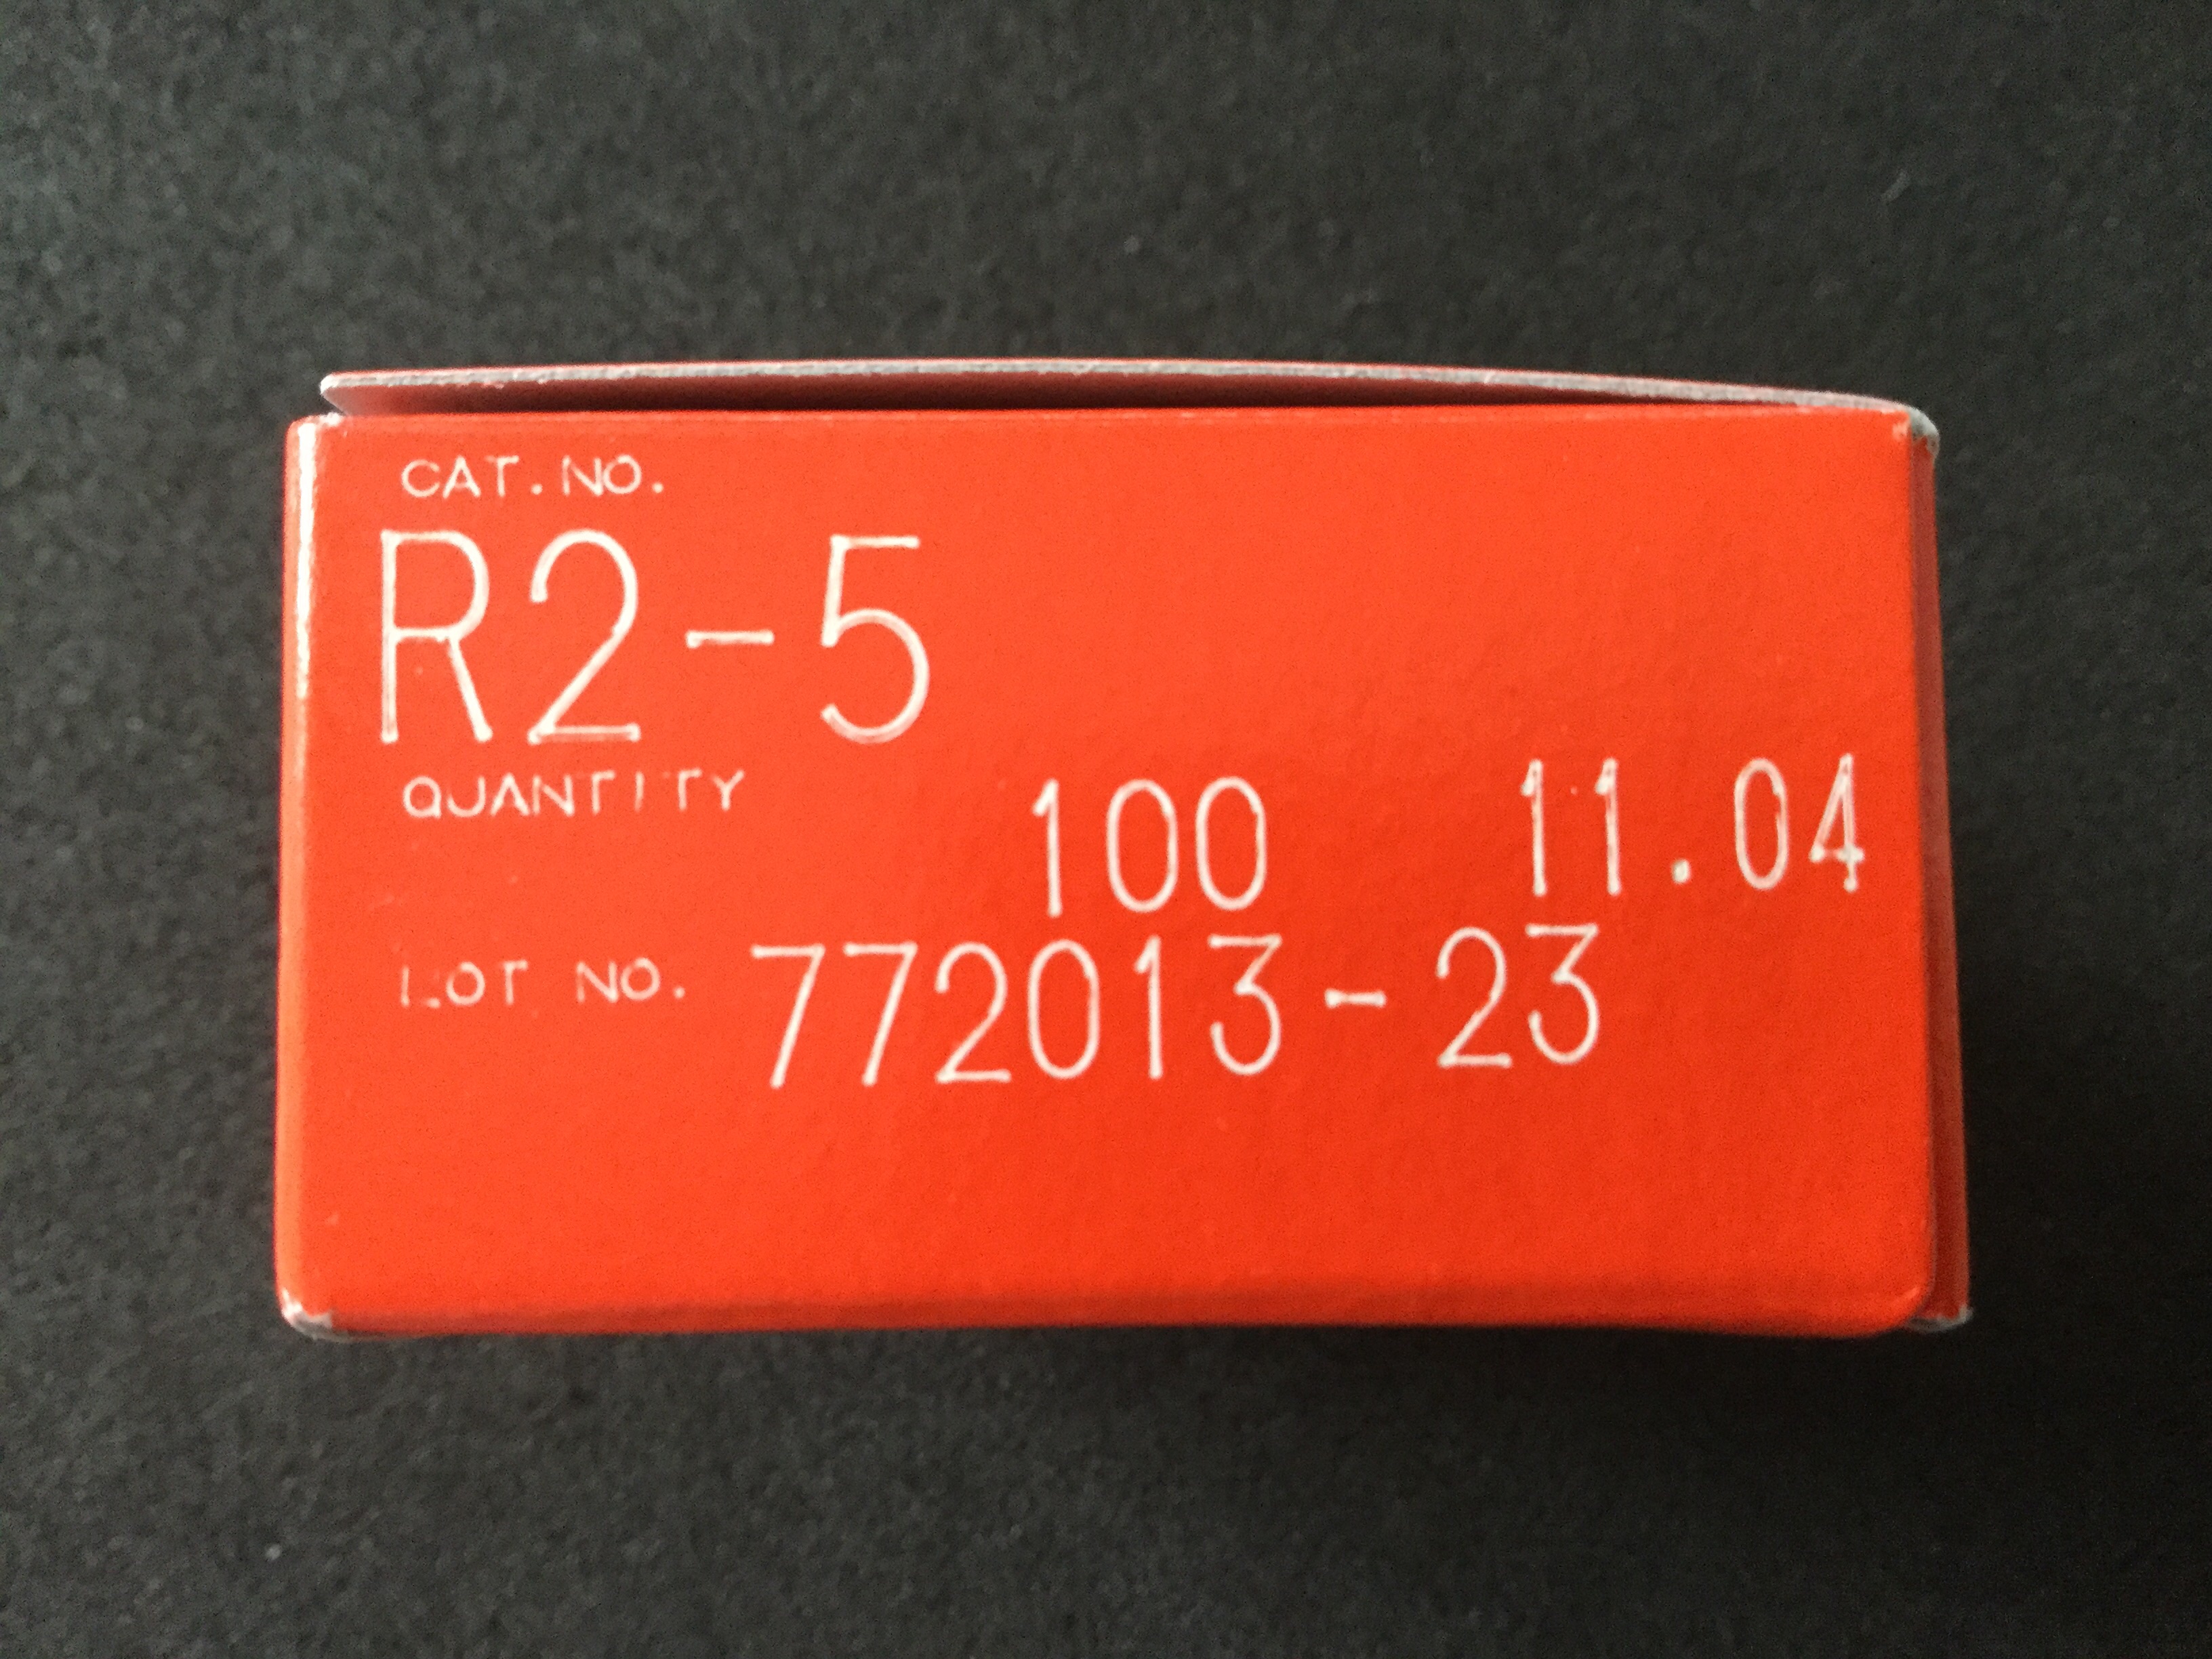 CAT.NO.
R2-5
QUANTITY 100 11.04
LOT NO. 772013-23